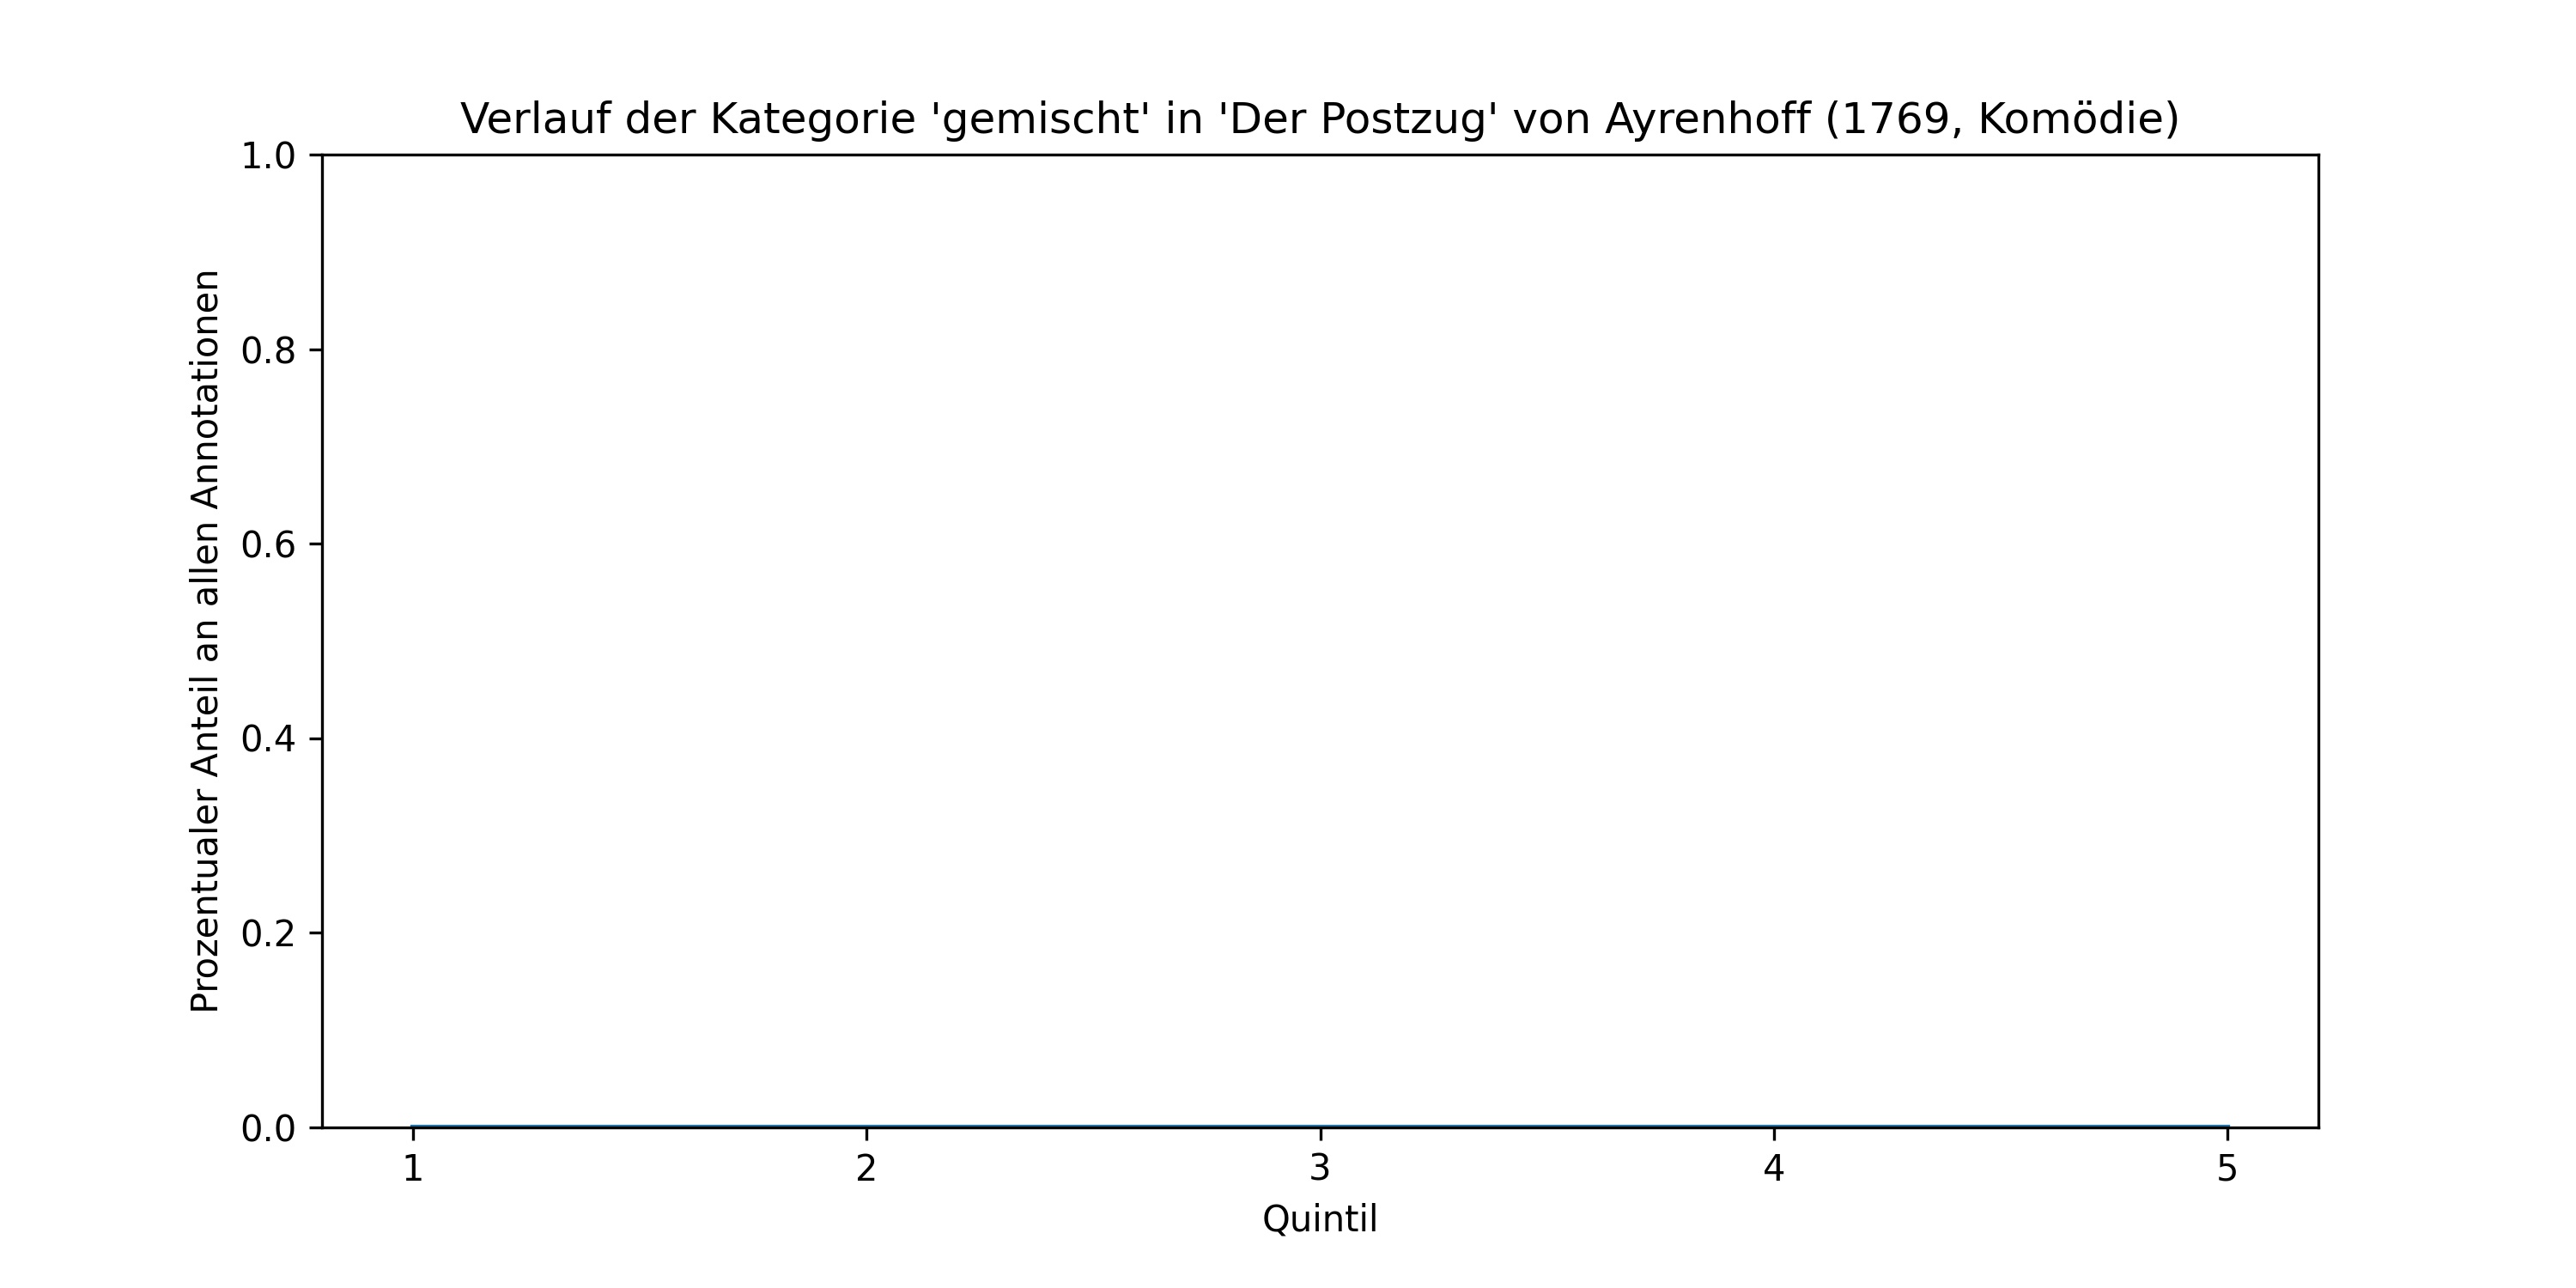 Verlauf der Kategorie 'gemischt' in 'Der Postzug' von Ayrenhoff (1769, Komödie)
Prozentualer Anteil an allen Annotationen
1.0
0.8
0.6
0.4
0.2
0.0
1 2 3 4 5
Quintil